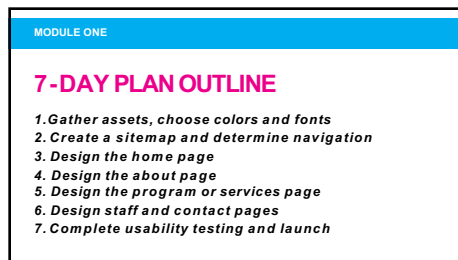 MODULE ONE
7-DAY PLAN OUTLINE
1.Gather assets, choose colors and fonts
2. Create a sitemap and determine navigation
3. Design the home page
4. Design the about page
5. Design the program or services page
6. Design staff and contact pages
7. Complete usability testing and launch